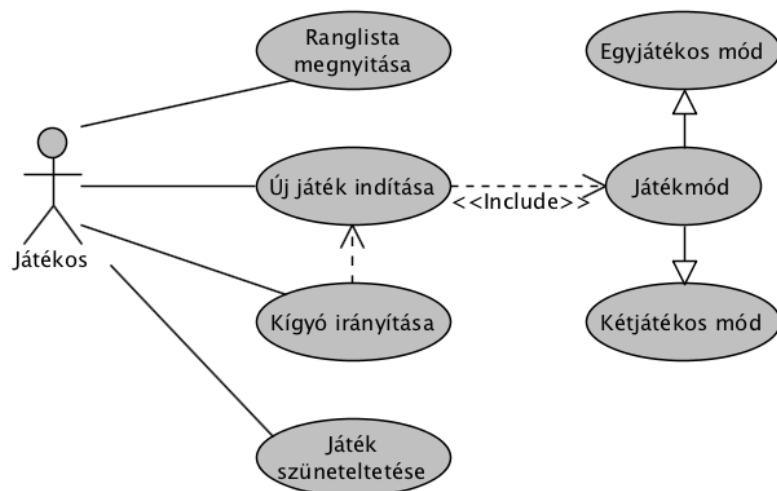 Ranglista
megnyitása
Egyjátékos mód
Új játék indítása
<<Include>>
Játékmód
Játékos
Kígyó irányítása
Kétjátékos mód
Játék
szüneteltetése